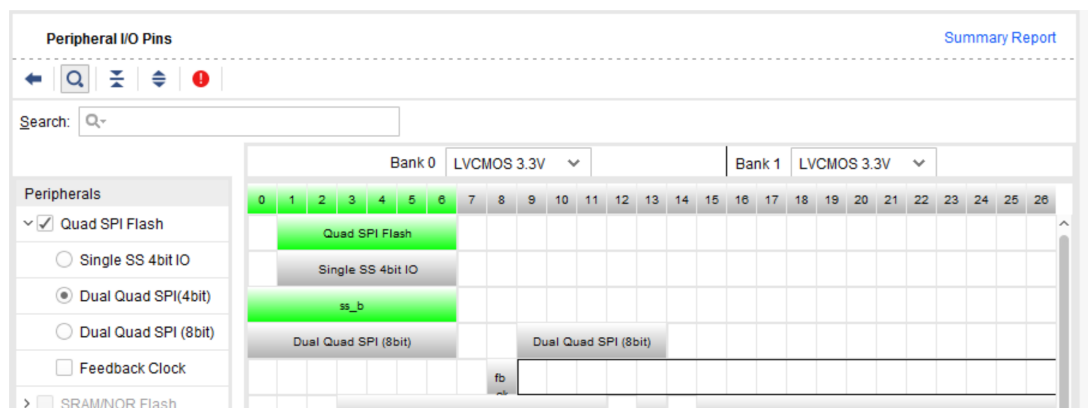 Peripheral I/O Pins
Summary Report
Search:
Bank 0 LVCMOS 3.3V Bank 1 LVCMOS 3.3V
Peripherals
0 1 2 3 4 5 6 7 8 9 10 11 12 13 14 15 16 17 18 19 20 21 22 23 24 25 26
Quad SPI Flash
Quad SPI Flash
Single SS 4bit IO
Single SS 4bit IO
Dual Quad SPI(4bit)
ss_b
Dual Quad SPI (8bit)
Dual Quad SPI (8bit)
Dual Quad SPI (8bit)
Feedback Clock
fb
SRAM/NOR Flash